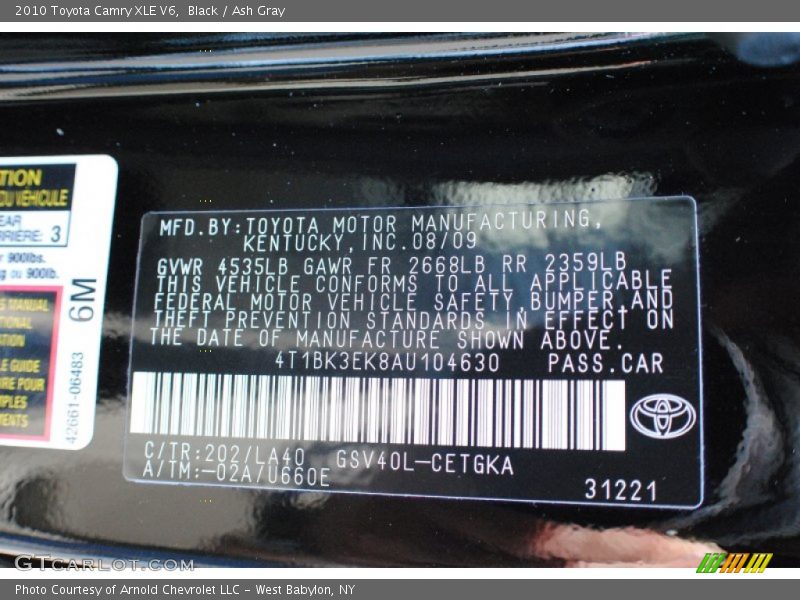 2010 Toyota Camry XLE V6, Black / Ash Gray
TION
DU VÉHICULE
EAR
RRIÈRE: 3
r 900lbs.
g ou 900lb.
6M
42661-06483
MFD.BY:TOYOTA MOTOR MANUFACTURING,
KENTUCKY,INC.08/09
GVWR 4535LB GAWR FR 2668LB RR 2359LB
THIS VEHICLE CONFORMS TO ALL APPLICABLE
FEDERAL MOTOR VEHICLE SAFETY,BUMPER,AND
THEFT PREVENTION STANDARDS IN EFFECT ON
THE DATE OF MANUFACTURE SHOWN ABOVE.
4T1BK3EK8AU104630 PASS.CAR
C/TR:202/LA40 GSV40L-CETGKA
A/TM:-02A/U660E
31221
GTCARLOT.COM
Photo Courtesy of Arnold Chevrolet LLC - West Babylon, NY